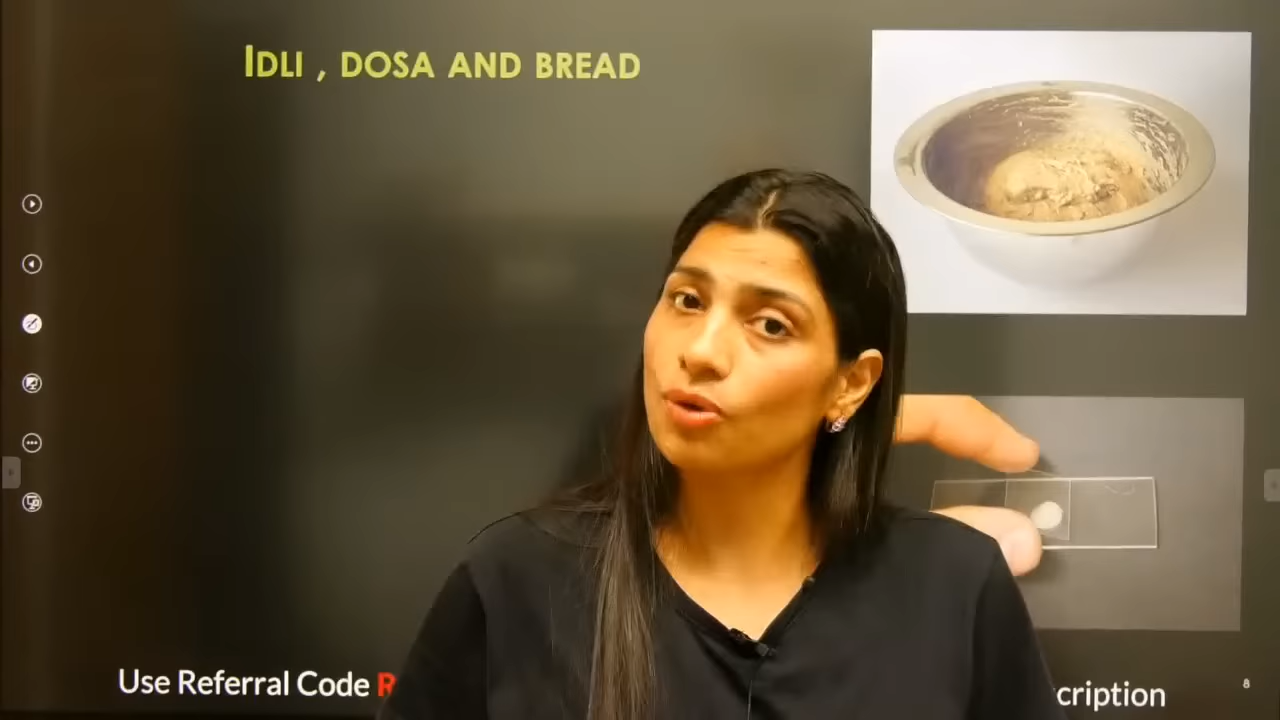 IDLI , DOSA AND BREAD
Use Referral Code R
cription
8